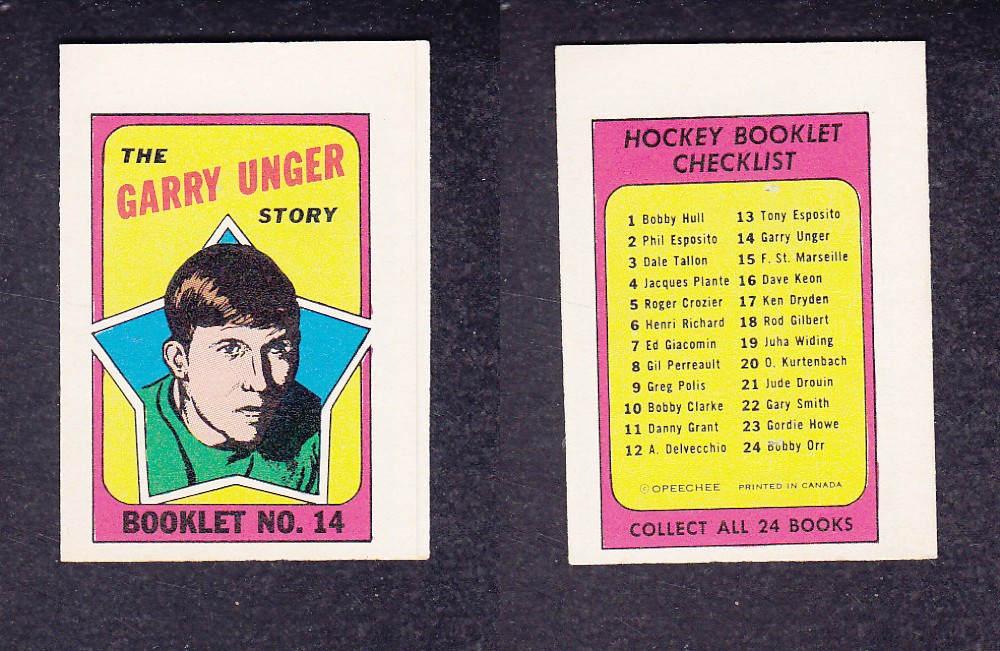 THE
GARRY UNGER
STORY
BOOKLET NO. 14
HOCKEY BOOKLET
CHECKLIST
1 Bobby Hull
2 Phil Esposito
3 Dale Tallon
4 Jacques Plante
5 Roger Crozier
6 Henri Richard
7 Ed Giacomin
8 Gil Perreault
9 Greg Polis
10 Bobby Clarke
11 Danny Grant
12 A. Delvecchio
13 Tony Esposito
14 Garry Unger
15 F. St. Marseille
16 Dave Keon
17 Ken Dryden
18 Rod Gilbert
19 Juha Widing
20 O. Kurtenbach
21 Jude Drouin
22 Gary Smith
23 Gordie Howe
24 Bobby Orr
© OPEECHEE PRINTED IN CANADA
COLLECT ALL 24 BOOKS